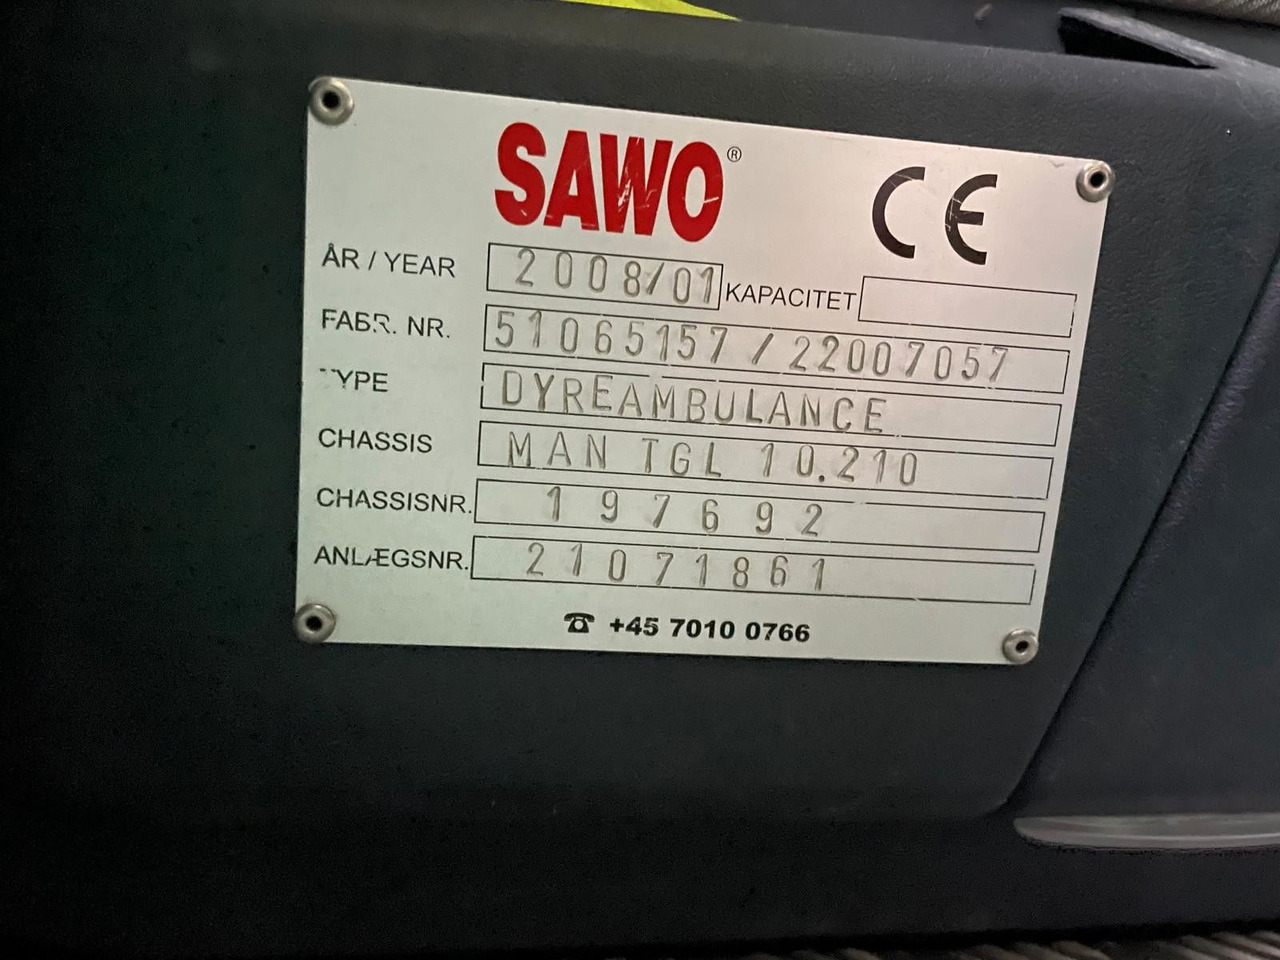 SAWO® CE
ÅR / YEAR 2008/01 KAPACITET
FABR. NR. 51065157 / 22007057
TYPE DYREAMBULANCE
CHASSIS MAN TGL 10.210
CHASSISNR. 197692
ANLÆGSNR. 21071861
☎ +45 7010 0766